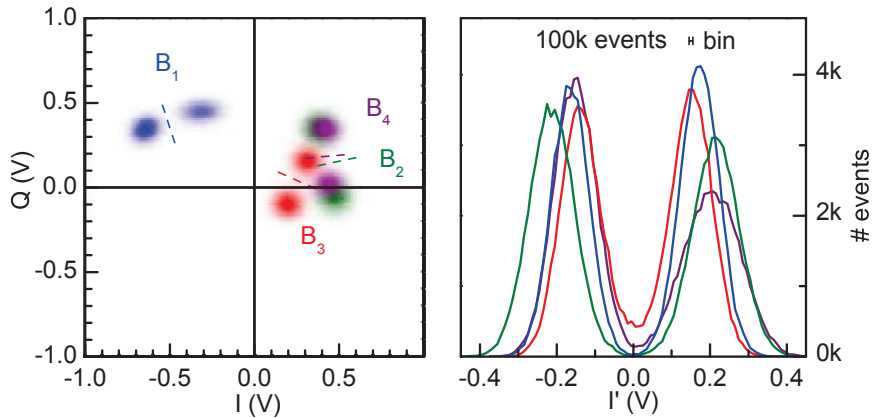 1.0
0.5
0.0
-0.5
-1.0
Q (V)
-1.0 -0.5 0.0 0.5
I (V)
B1
B4
B2
B3
100k events H bin
4k
2k
0k
# events
-0.4 -0.2 0.0 0.2 0.4
I' (V)